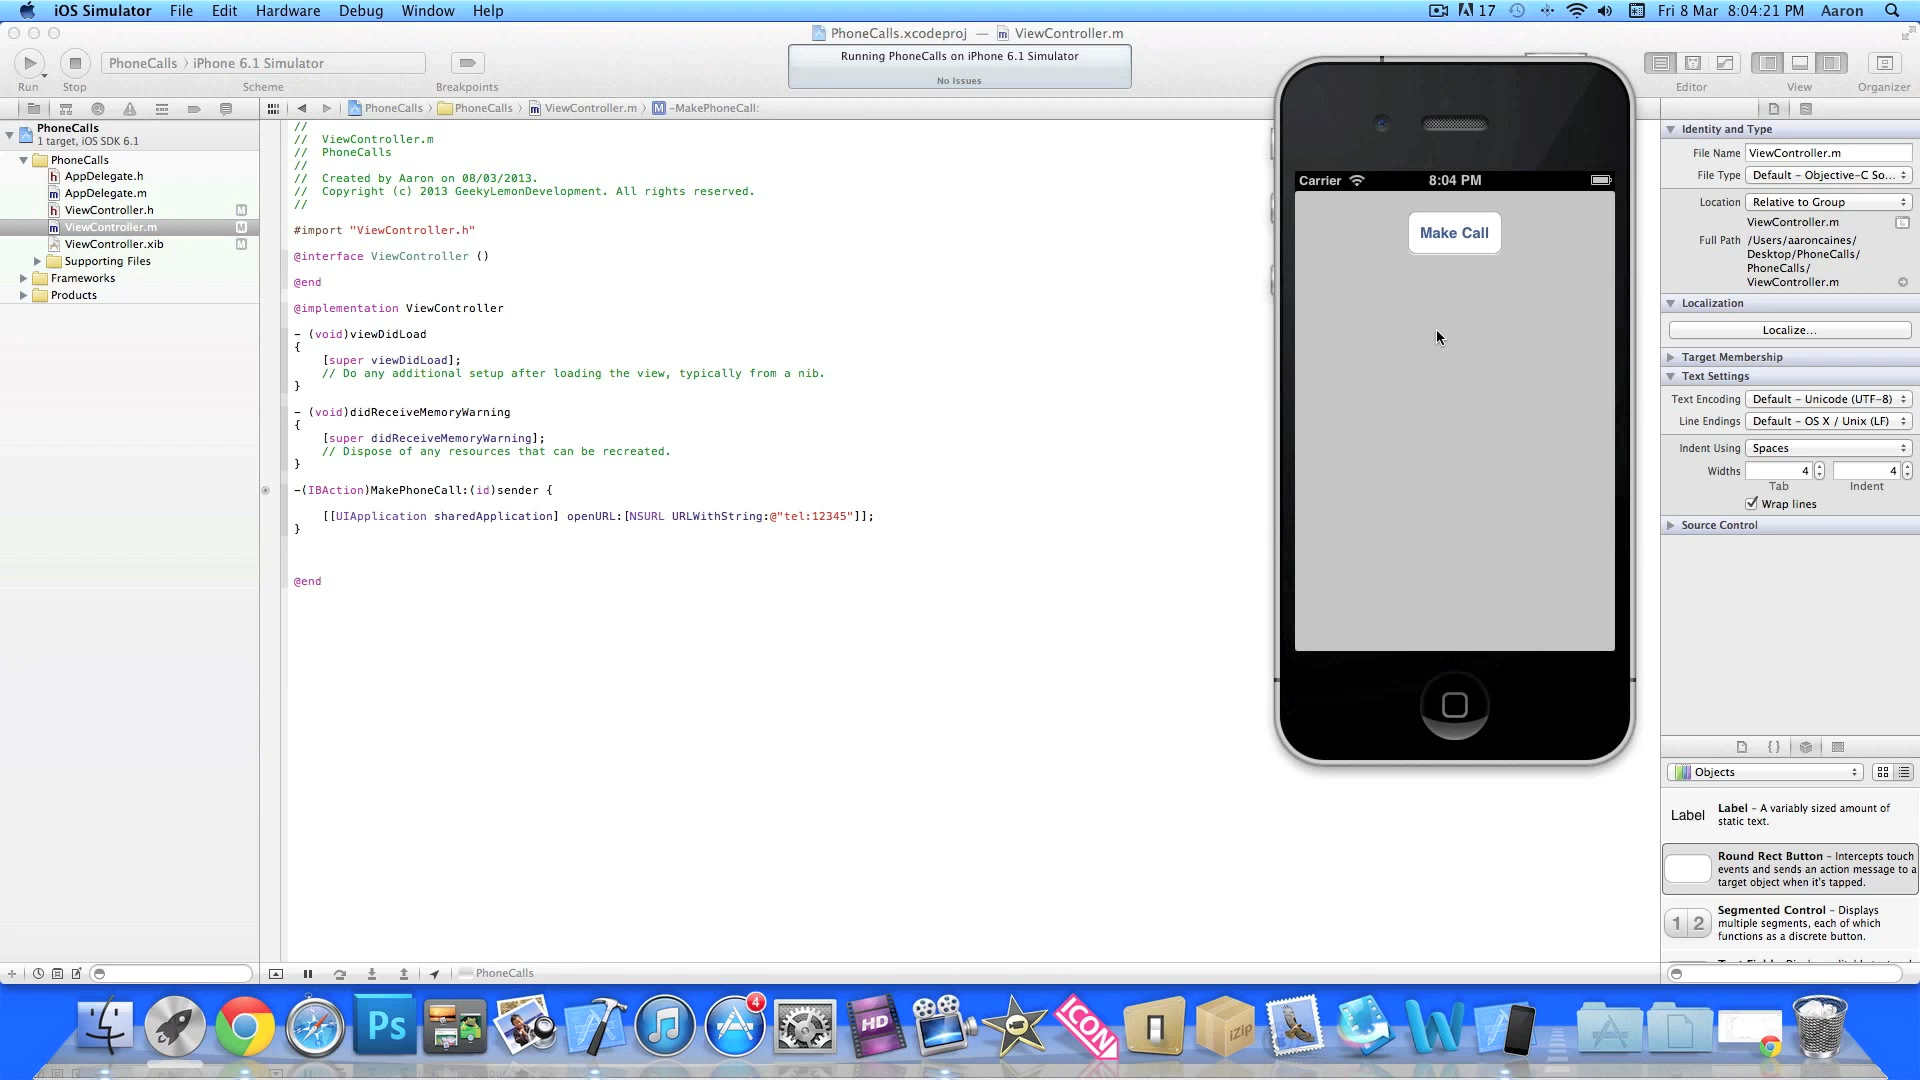 iOS Simulator File Edit Hardware Debug Window Help 17 Fri 8 Mar 8:04:21 PM Aaron
PhoneCalls.xcodeproj — ViewController.m
PhoneCalls iPhone 6.1 Simulator
Running PhoneCalls on iPhone 6.1 Simulator
No Issues
Run Stop Scheme Breakpoints Editor View Organizer
PhoneCalls PhoneCalls ViewController.m -MakePhoneCall:
PhoneCalls
1 target, iOS SDK 6.1
PhoneCalls
AppDelegate.h
AppDelegate.m
ViewController.h M
ViewController.m M
ViewController.xib M
Supporting Files
Frameworks
Products
//
// ViewController.m
// PhoneCalls
//
// Created by Aaron on 08/03/2013.
// Copyright (c) 2013 GeekyLemonDevelopment. All rights reserved.
//
#import "ViewController.h"
@interface ViewController ()
@end
@implementation ViewController
- (void)viewDidLoad
{
[super viewDidLoad];
// Do any additional setup after loading the view, typically from a nib.
}
- (void)didReceiveMemoryWarning
{
[super didReceiveMemoryWarning];
// Dispose of any resources that can be recreated.
}
-(IBAction)MakePhoneCall:(id)sender {
[[UIApplication sharedApplication] openURL:[NSURL URLWithString:@"tel:12345"]];
}
@end
Carrier 8:04 PM
Make Call
Identity and Type
File Name ViewController.m
File Type Default - Objective-C So...
Location Relative to Group
ViewController.m
Full Path /Users/aaroncaines/
Desktop/PhoneCalls/
PhoneCalls/
ViewController.m
Localization
Localize...
Target Membership
Text Settings
Text Encoding Default - Unicode (UTF-8)
Line Endings Default - OS X / Unix (LF)
Indent Using Spaces
Widths 4 4
Tab Indent
Wrap lines
Source Control
{ }
Objects
Label Label - A variably sized amount of
static text.
Round Rect Button - Intercepts touch
events and sends an action message to a
target object when it's tapped.
1 2 Segmented Control - Displays
multiple segments, each of which
functions as a discrete button.
PhoneCalls
Ps
4
HD
ICON
iZip